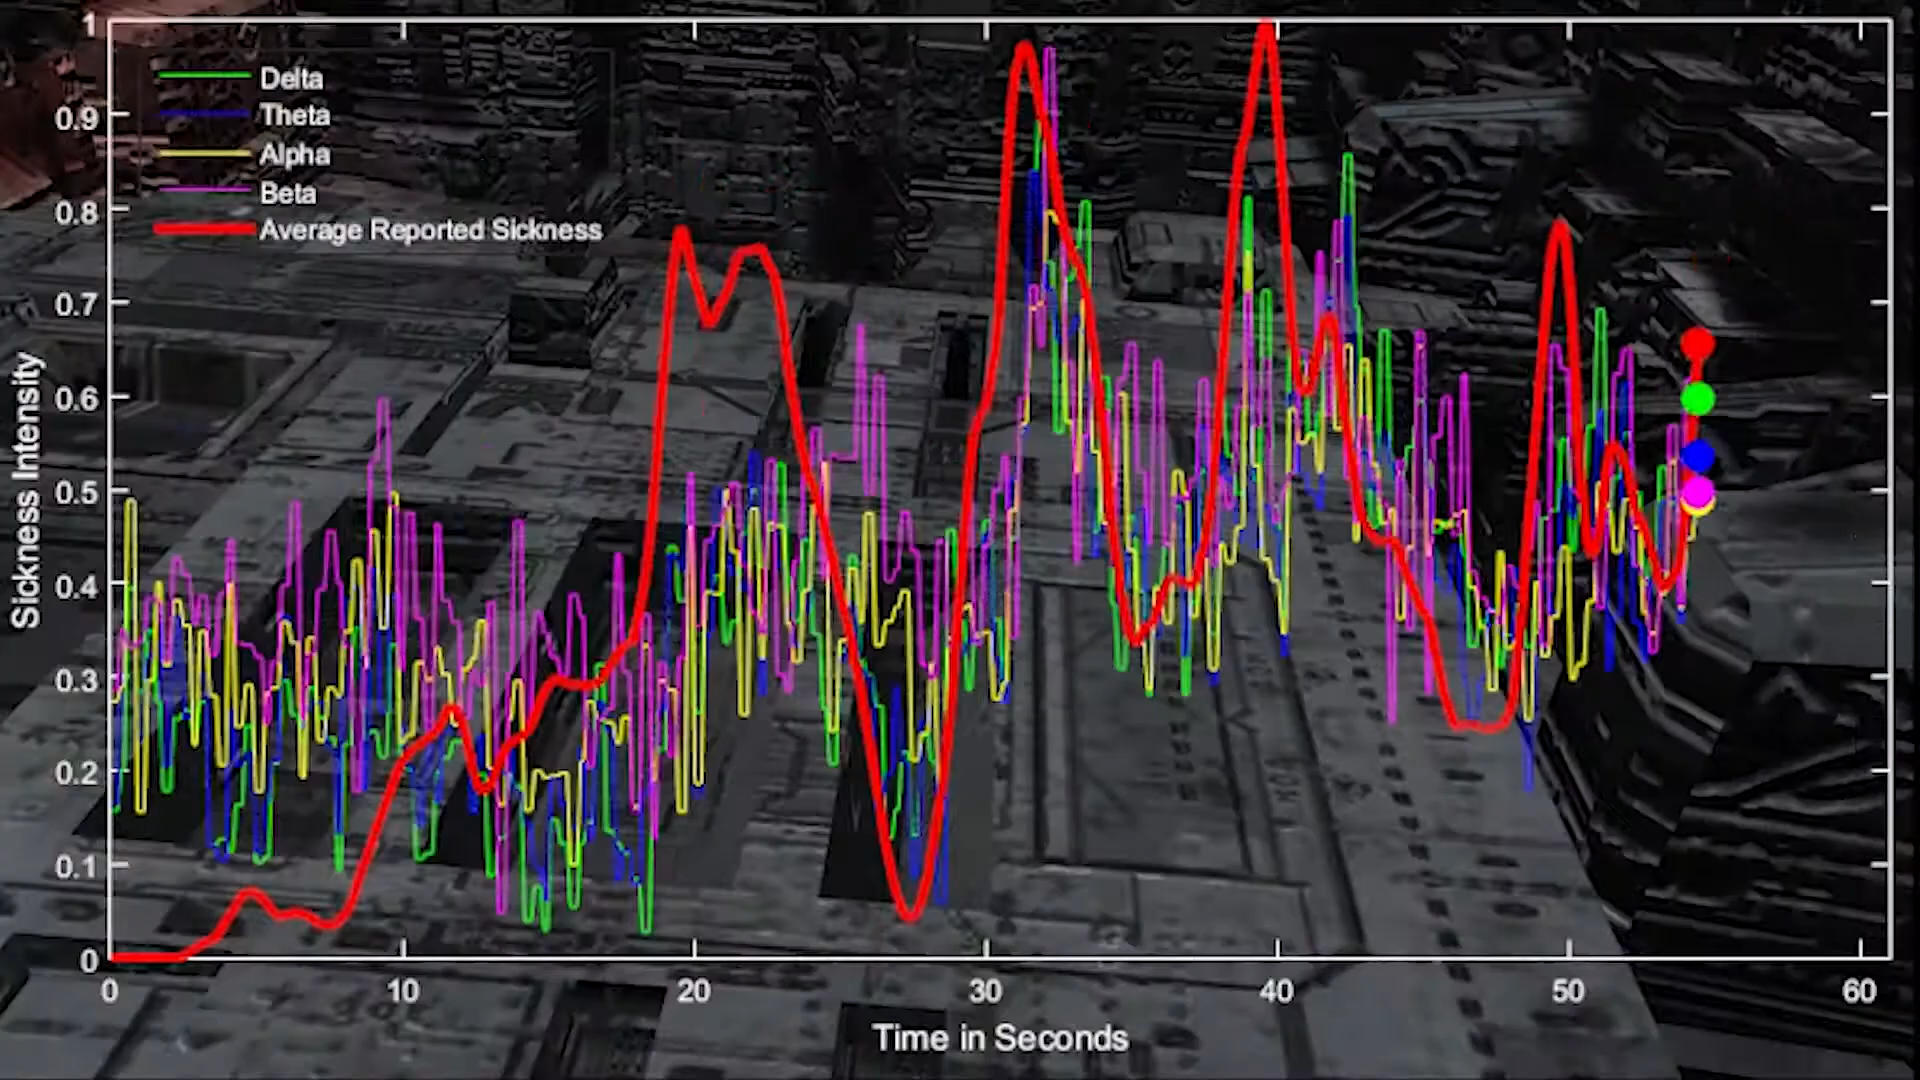 Delta
Theta
Alpha
Beta
Average Reported Sickness
Sickness Intensity
1
0.9
0.8
0.7
0.6
0.5
0.4
0.3
0.2
0.1
0
0 10 20 30 40 50 60
Time in Seconds